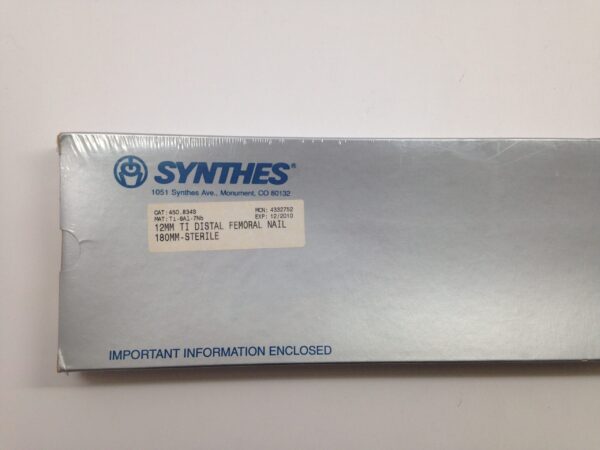 SYNTHES®
1051 Synthes Ave., Monument, CO 80132
CAT: 450.834S MCN: 4332752
MAT: Ti-6Al-7Nb EXP: 12/2010
12MM TI DISTAL FEMORAL NAIL
180MM-STERILE
IMPORTANT INFORMATION ENCLOSED